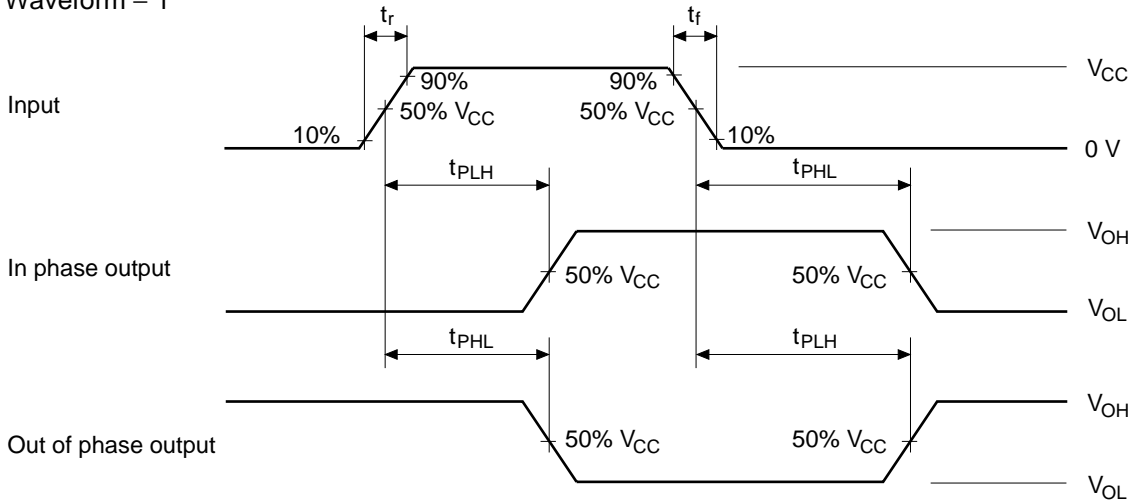 Waveform – 1
tr
tf
VCC
90%
90%
Input
50% VCC
50% VCC
10%
10%
0 V
tPLH
tPHL
VOH
In phase output
50% VCC
50% VCC
VOL
tPHL
tPLH
VOH
Out of phase output
50% VCC
50% VCC
VOL